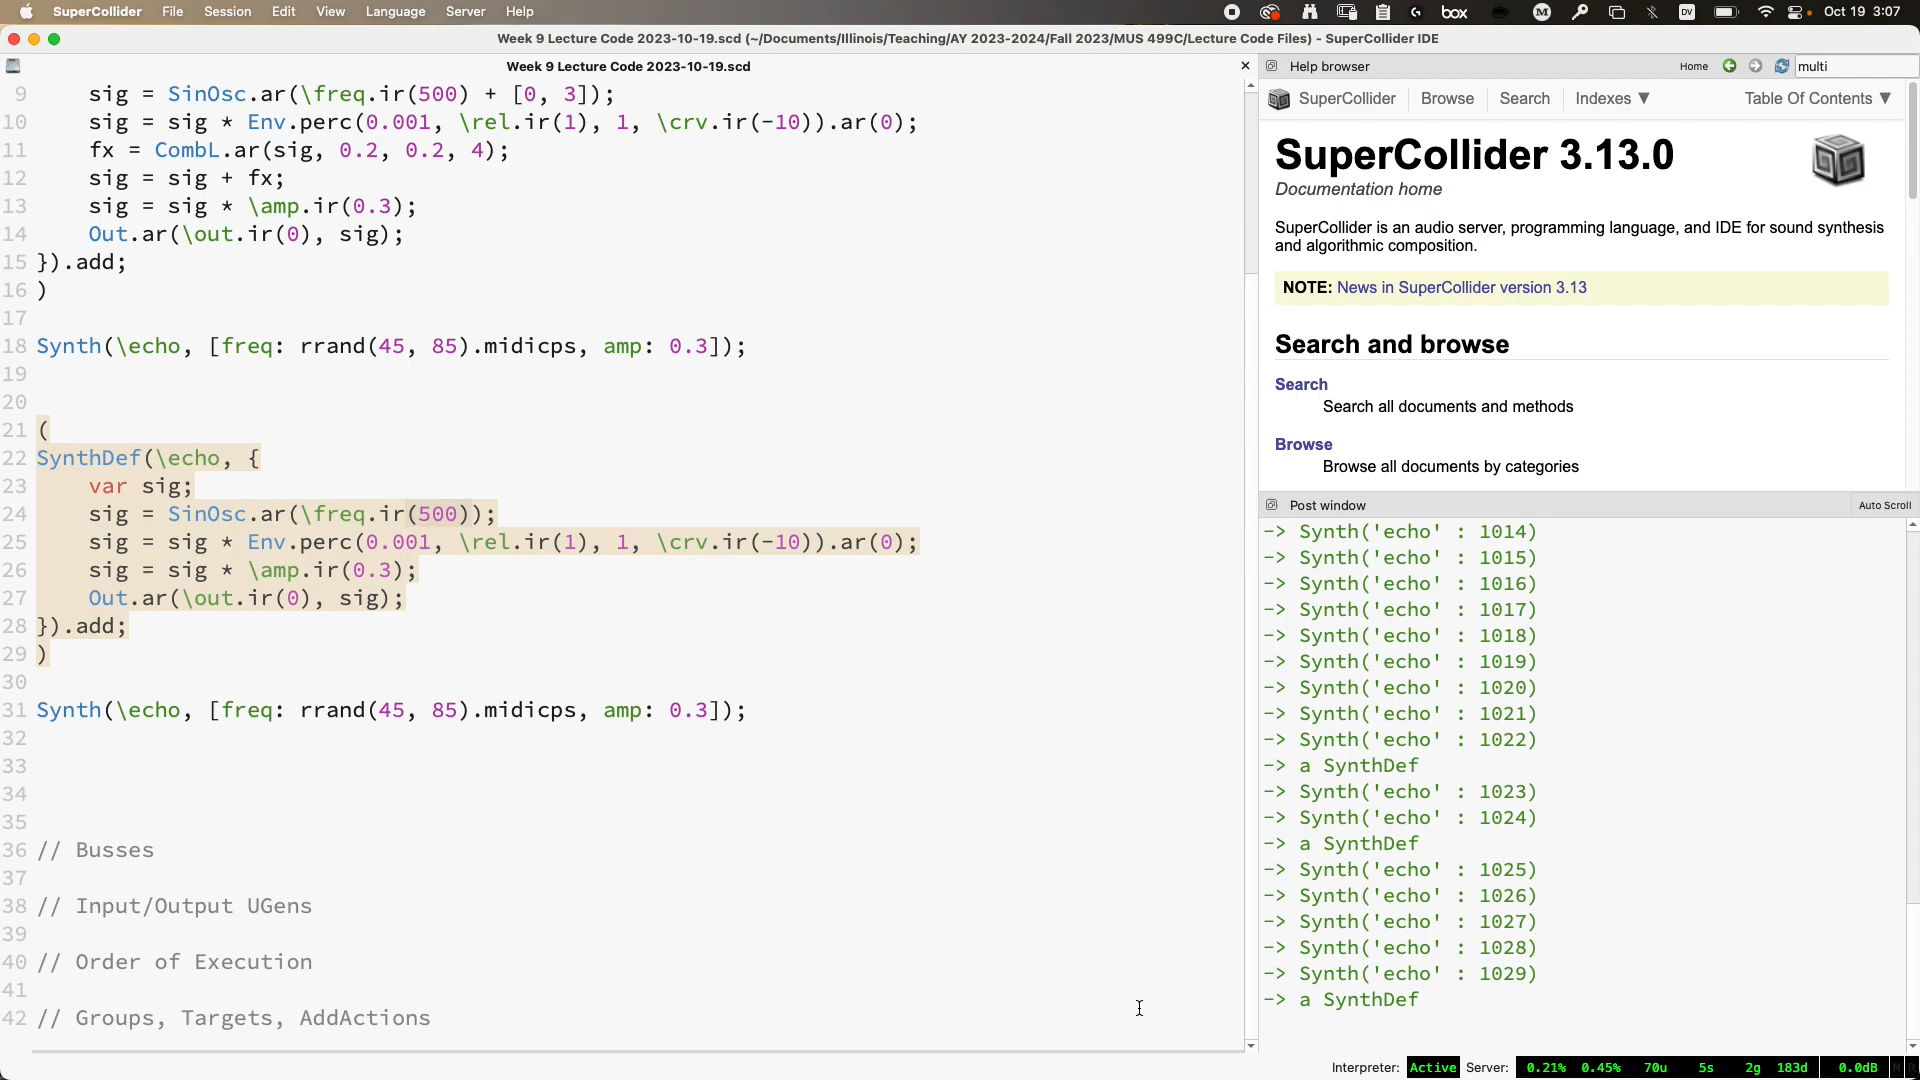 SuperCollider File Session Edit View Language Server Help
box
DV
Oct 19 3:07
Week 9 Lecture Code 2023-10-19.scd (~/Documents/Illinois/Teaching/AY 2023-2024/Fall 2023/MUS 499C/Lecture Code Files) - SuperCollider IDE
Week 9 Lecture Code 2023-10-19.scd
9 sig = SinOsc.ar(\freq.ir(500) + [0, 3]);
10 sig = sig * Env.perc(0.001, \rel.ir(1), 1, \crv.ir(-10)).ar(0);
11 fx = CombL.ar(sig, 0.2, 0.2, 4);
12 sig = sig + fx;
13 sig = sig * \amp.ir(0.3);
14 Out.ar(\out.ir(0), sig);
15 }).add;
16 )
17
18 Synth(\echo, [freq: rrand(45, 85).midicps, amp: 0.3]);
19
20
21 (
22 SynthDef(\echo, {
23 var sig;
24 sig = SinOsc.ar(\freq.ir(500));
25 sig = sig * Env.perc(0.001, \rel.ir(1), 1, \crv.ir(-10)).ar(0);
26 sig = sig * \amp.ir(0.3);
27 Out.ar(\out.ir(0), sig);
28 }).add;
29 )
30
31 Synth(\echo, [freq: rrand(45, 85).midicps, amp: 0.3]);
32
33
34
35
36 // Busses
37
38 // Input/Output UGens
39
40 // Order of Execution
41
42 // Groups, Targets, AddActions
Help browser Home multi
SuperCollider Browse Search Indexes ▼ Table Of Contents ▼
SuperCollider 3.13.0
Documentation home
SuperCollider is an audio server, programming language, and IDE for sound synthesis
and algorithmic composition.
NOTE: News in SuperCollider version 3.13
Search and browse
Search
Search all documents and methods
Browse
Browse all documents by categories
Post window Auto Scroll
-> Synth('echo' : 1014)
-> Synth('echo' : 1015)
-> Synth('echo' : 1016)
-> Synth('echo' : 1017)
-> Synth('echo' : 1018)
-> Synth('echo' : 1019)
-> Synth('echo' : 1020)
-> Synth('echo' : 1021)
-> Synth('echo' : 1022)
-> a SynthDef
-> Synth('echo' : 1023)
-> Synth('echo' : 1024)
-> a SynthDef
-> Synth('echo' : 1025)
-> Synth('echo' : 1026)
-> Synth('echo' : 1027)
-> Synth('echo' : 1028)
-> Synth('echo' : 1029)
-> a SynthDef
Interpreter: Active Server: 0.21% 0.45% 70u 5s 2g 183d 0.0dB M R